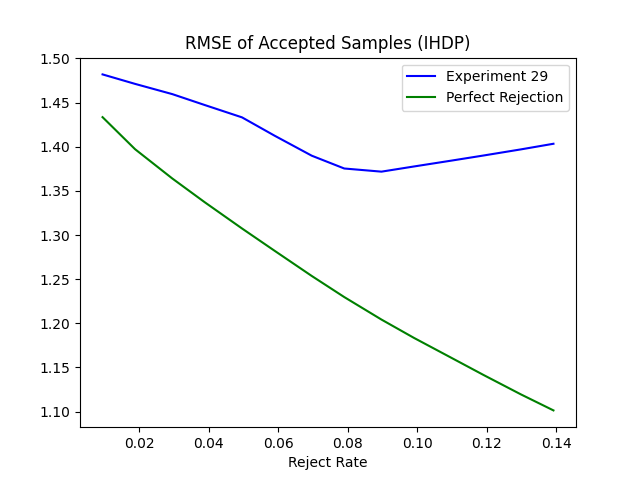 RMSE of Accepted Samples (IHDP)
Experiment 29
Perfect Rejection
1.50
1.45
1.40
1.35
1.30
1.25
1.20
1.15
1.10
0.02 0.04 0.06 0.08 0.10 0.12 0.14
Reject Rate